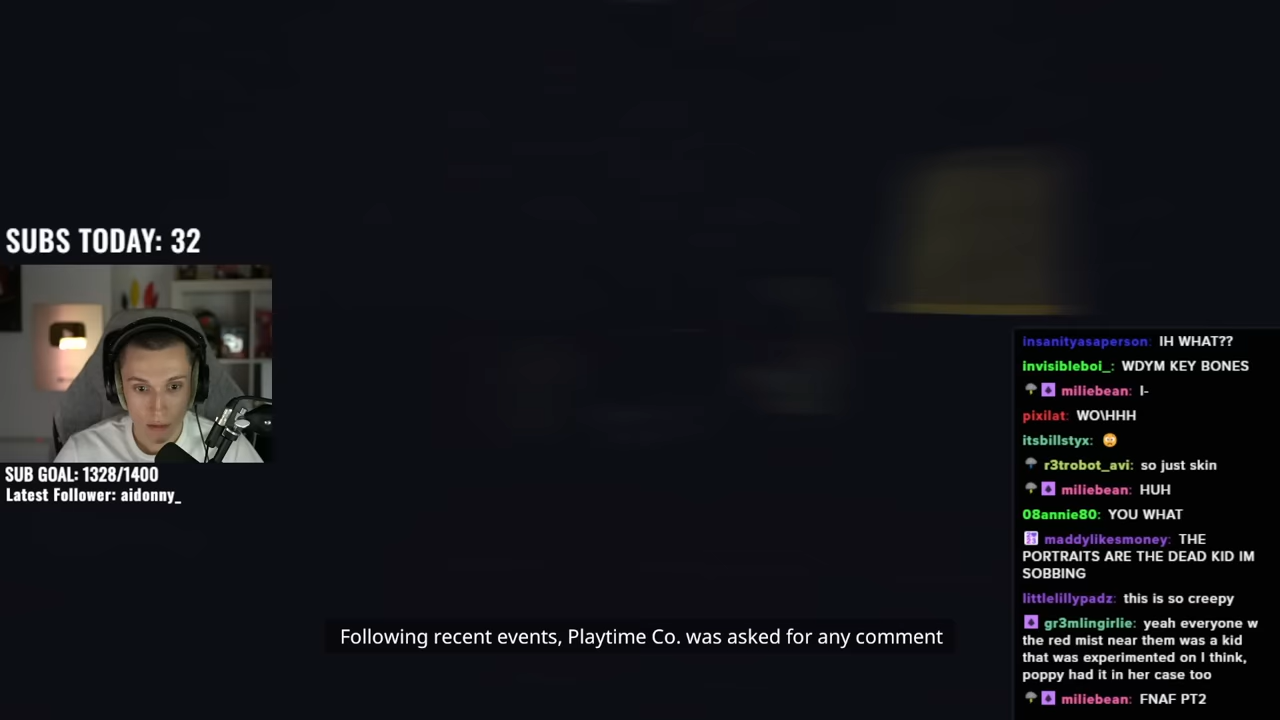 SUBS TODAY: 32
SUB GOAL: 1328/1400
Latest Follower: aidonny_
Following recent events, Playtime Co. was asked for any comment
insanityasaperson: IH WHAT??
invisibleboi_: WDYM KEY BONES
miliebean: I-
pixilat: WO\HHH
itsbillstyx: 😳
r3trobot_avi: so just skin
miliebean: HUH
08annie80: YOU WHAT
maddylikesmoney: THE
PORTRAITS ARE THE DEAD KID IM
SOBBING
littlelillypadz: this is so creepy
gr3mlingirlie: yeah everyone w
the red mist near them was a kid
that was experimented on I think,
poppy had it in her case too
miliebean: FNAF PT2